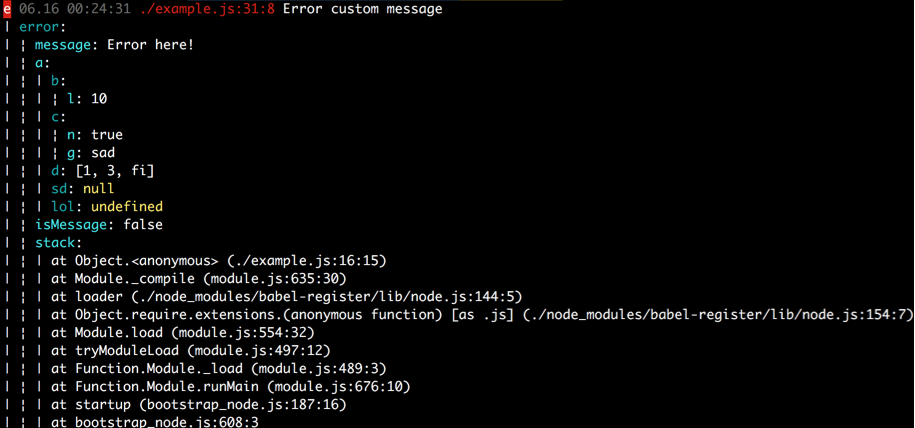 e 06.16 00:24:31 ./example.js:31:8 Error custom message
| error:
| ¦ message: Error here!
| ¦ a:
| ¦ | b:
| ¦ | ¦ l: 10
| ¦ | c:
| ¦ | ¦ n: true
| ¦ | ¦ g: sad
| ¦ | d: [1, 3, fi]
| ¦ | sd: null
| ¦ | lol: undefined
| ¦ isMessage: false
| ¦ stack:
| ¦ | at Object.<anonymous> (./example.js:16:15)
| ¦ | at Module._compile (module.js:635:30)
| ¦ | at loader (./node_modules/babel-register/lib/node.js:144:5)
| ¦ | at Object.require.extensions.(anonymous function) [as .js] (./node_modules/babel-register/lib/node.js:154:7)
| ¦ | at Module.load (module.js:554:32)
| ¦ | at tryModuleLoad (module.js:497:12)
| ¦ | at Function.Module._load (module.js:489:3)
| ¦ | at Function.Module.runMain (module.js:676:10)
| ¦ | at startup (bootstrap_node.js:187:16)
| ¦ | at bootstrap_node.js:608:3